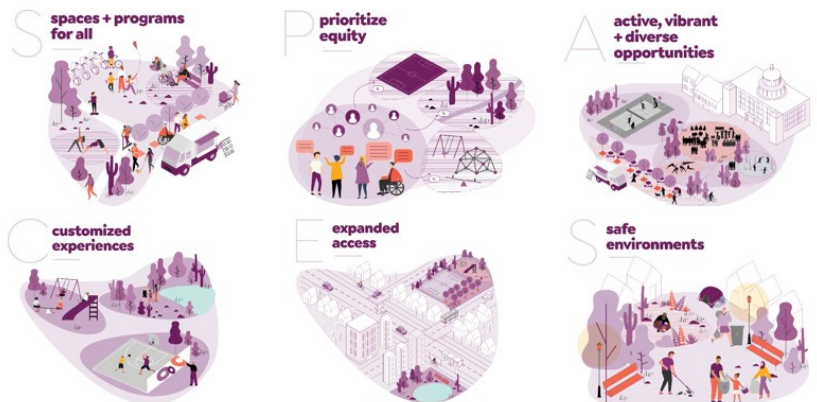 S
spaces + programs
for all
P
prioritize
equity
A
active, vibrant
+ diverse
opportunities
C
customized
experiences
E
expanded
access
S
safe
environments